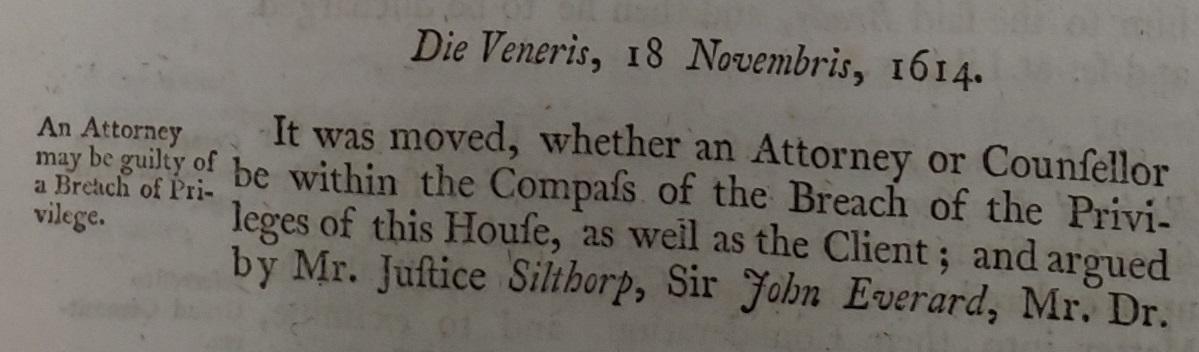 Die Veneris, 18 Novembris, 1614.
An Attorney
may be guilty of
a Breach of Pri-
vilege.
It was moved, whether an Attorney or Counſellor
be within the Compaſs of the Breach of the Privi-
leges of this Houſe, as well as the Client; and argued
by Mr. Juſtice Silthorp, Sir John Everard, Mr. Dr.